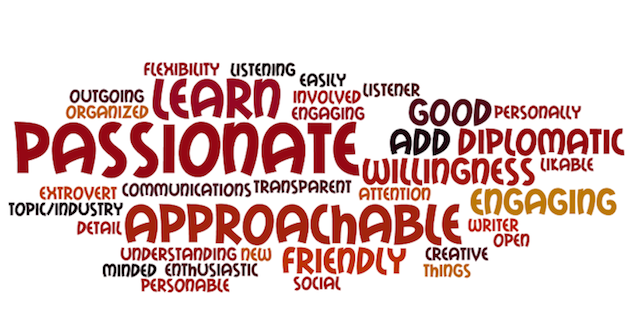 FLEXIBILITY LISTENING EASILY
OUTGOING LEARN INVOLVED LISTENER
ORGANIZED ENGAGING GOOD PERSONALLY
PASSIONATE ADD DIPLOMATIC
WILLINGNESS LIKABLE
EXTROVERT COMMUNICATIONS TRANSPARENT ATTENTION
TOPIC/INDUSTRY APPROAChABLE ENGAGING
DETAIL WRITER
OPEN
UNDERSTANDING NEW FRIENDLY CREATIVE
MINDED ENThUSIASTIC ThINGS
PERSONABLE SOCIAL